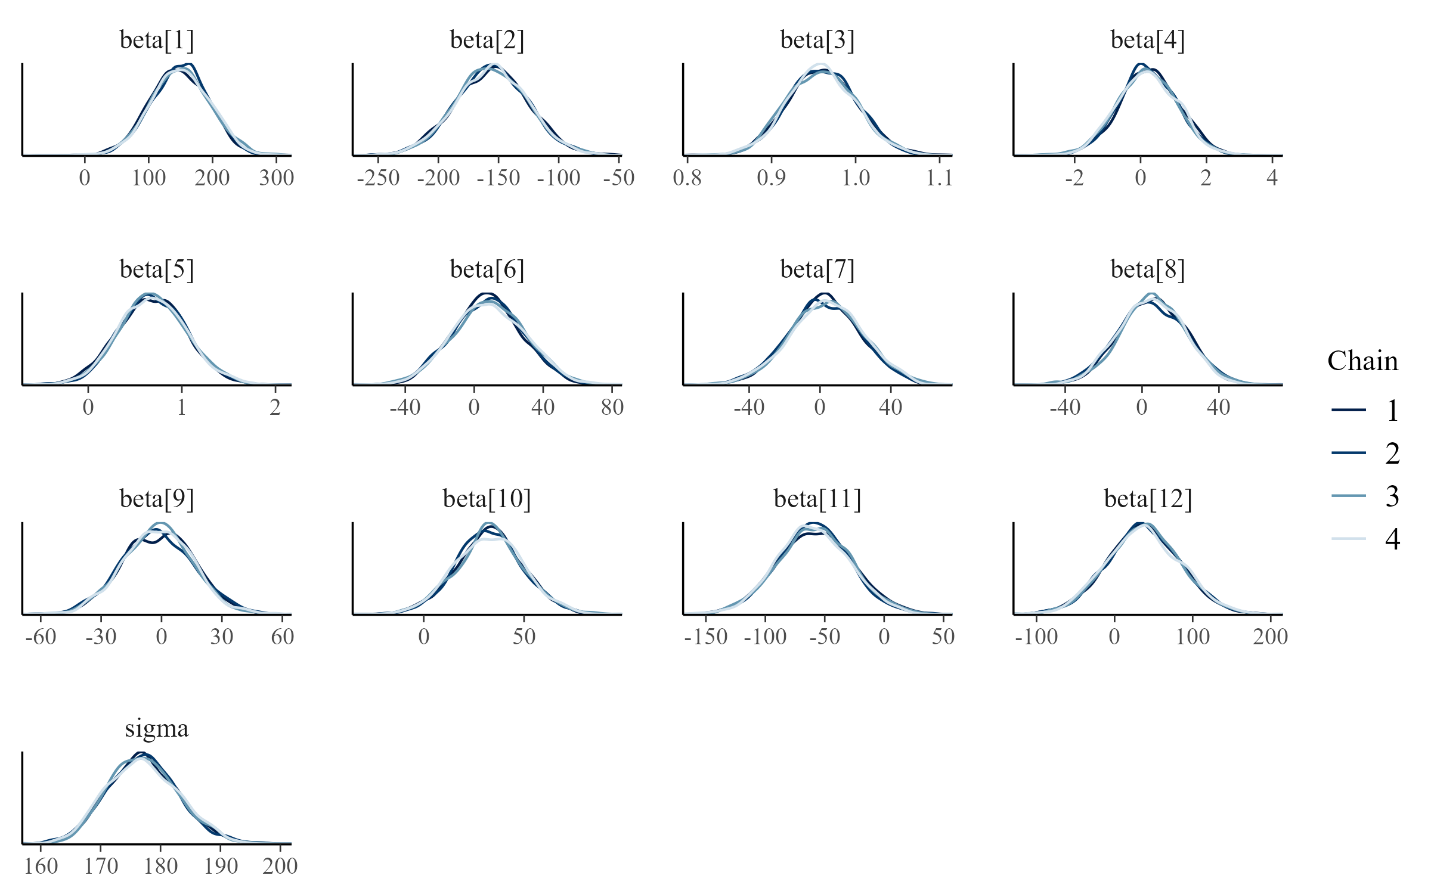 beta[1] beta[2] beta[3] beta[4]
0 100 200 300 -250 -200 -150 -100 -50 0.8 0.9 1.0 1.1 -2 0 2 4
beta[5] beta[6] beta[7] beta[8]
0 1 2 -40 0 40 80 -40 0 40 -40 0 40
Chain
1
2
3
4
beta[9] beta[10] beta[11] beta[12]
-60 -30 0 30 60 0 50 -150 -100 -50 0 50 -100 0 100 200
sigma
160 170 180 190 200